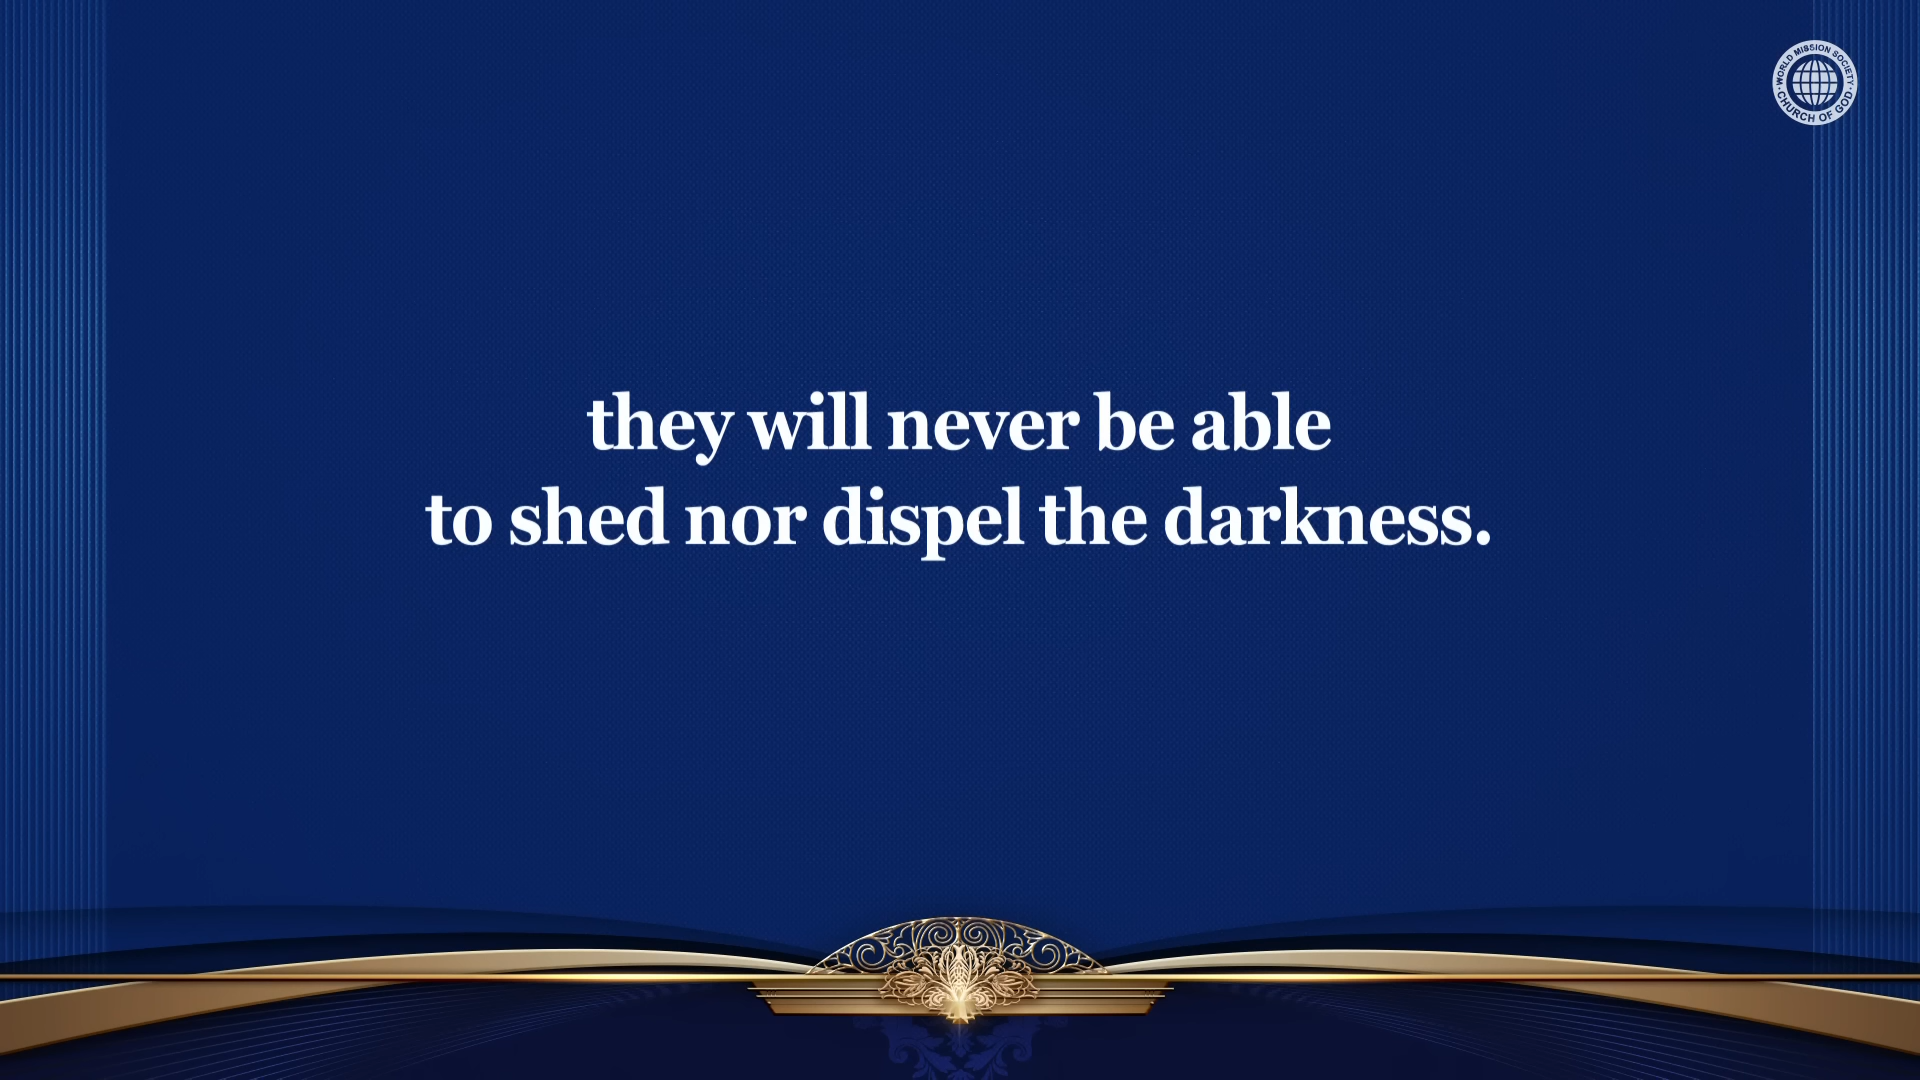 WORLD MISSION SOCIETY
CHURCH OF GOD
they will never be able
to shed nor dispel the darkness.